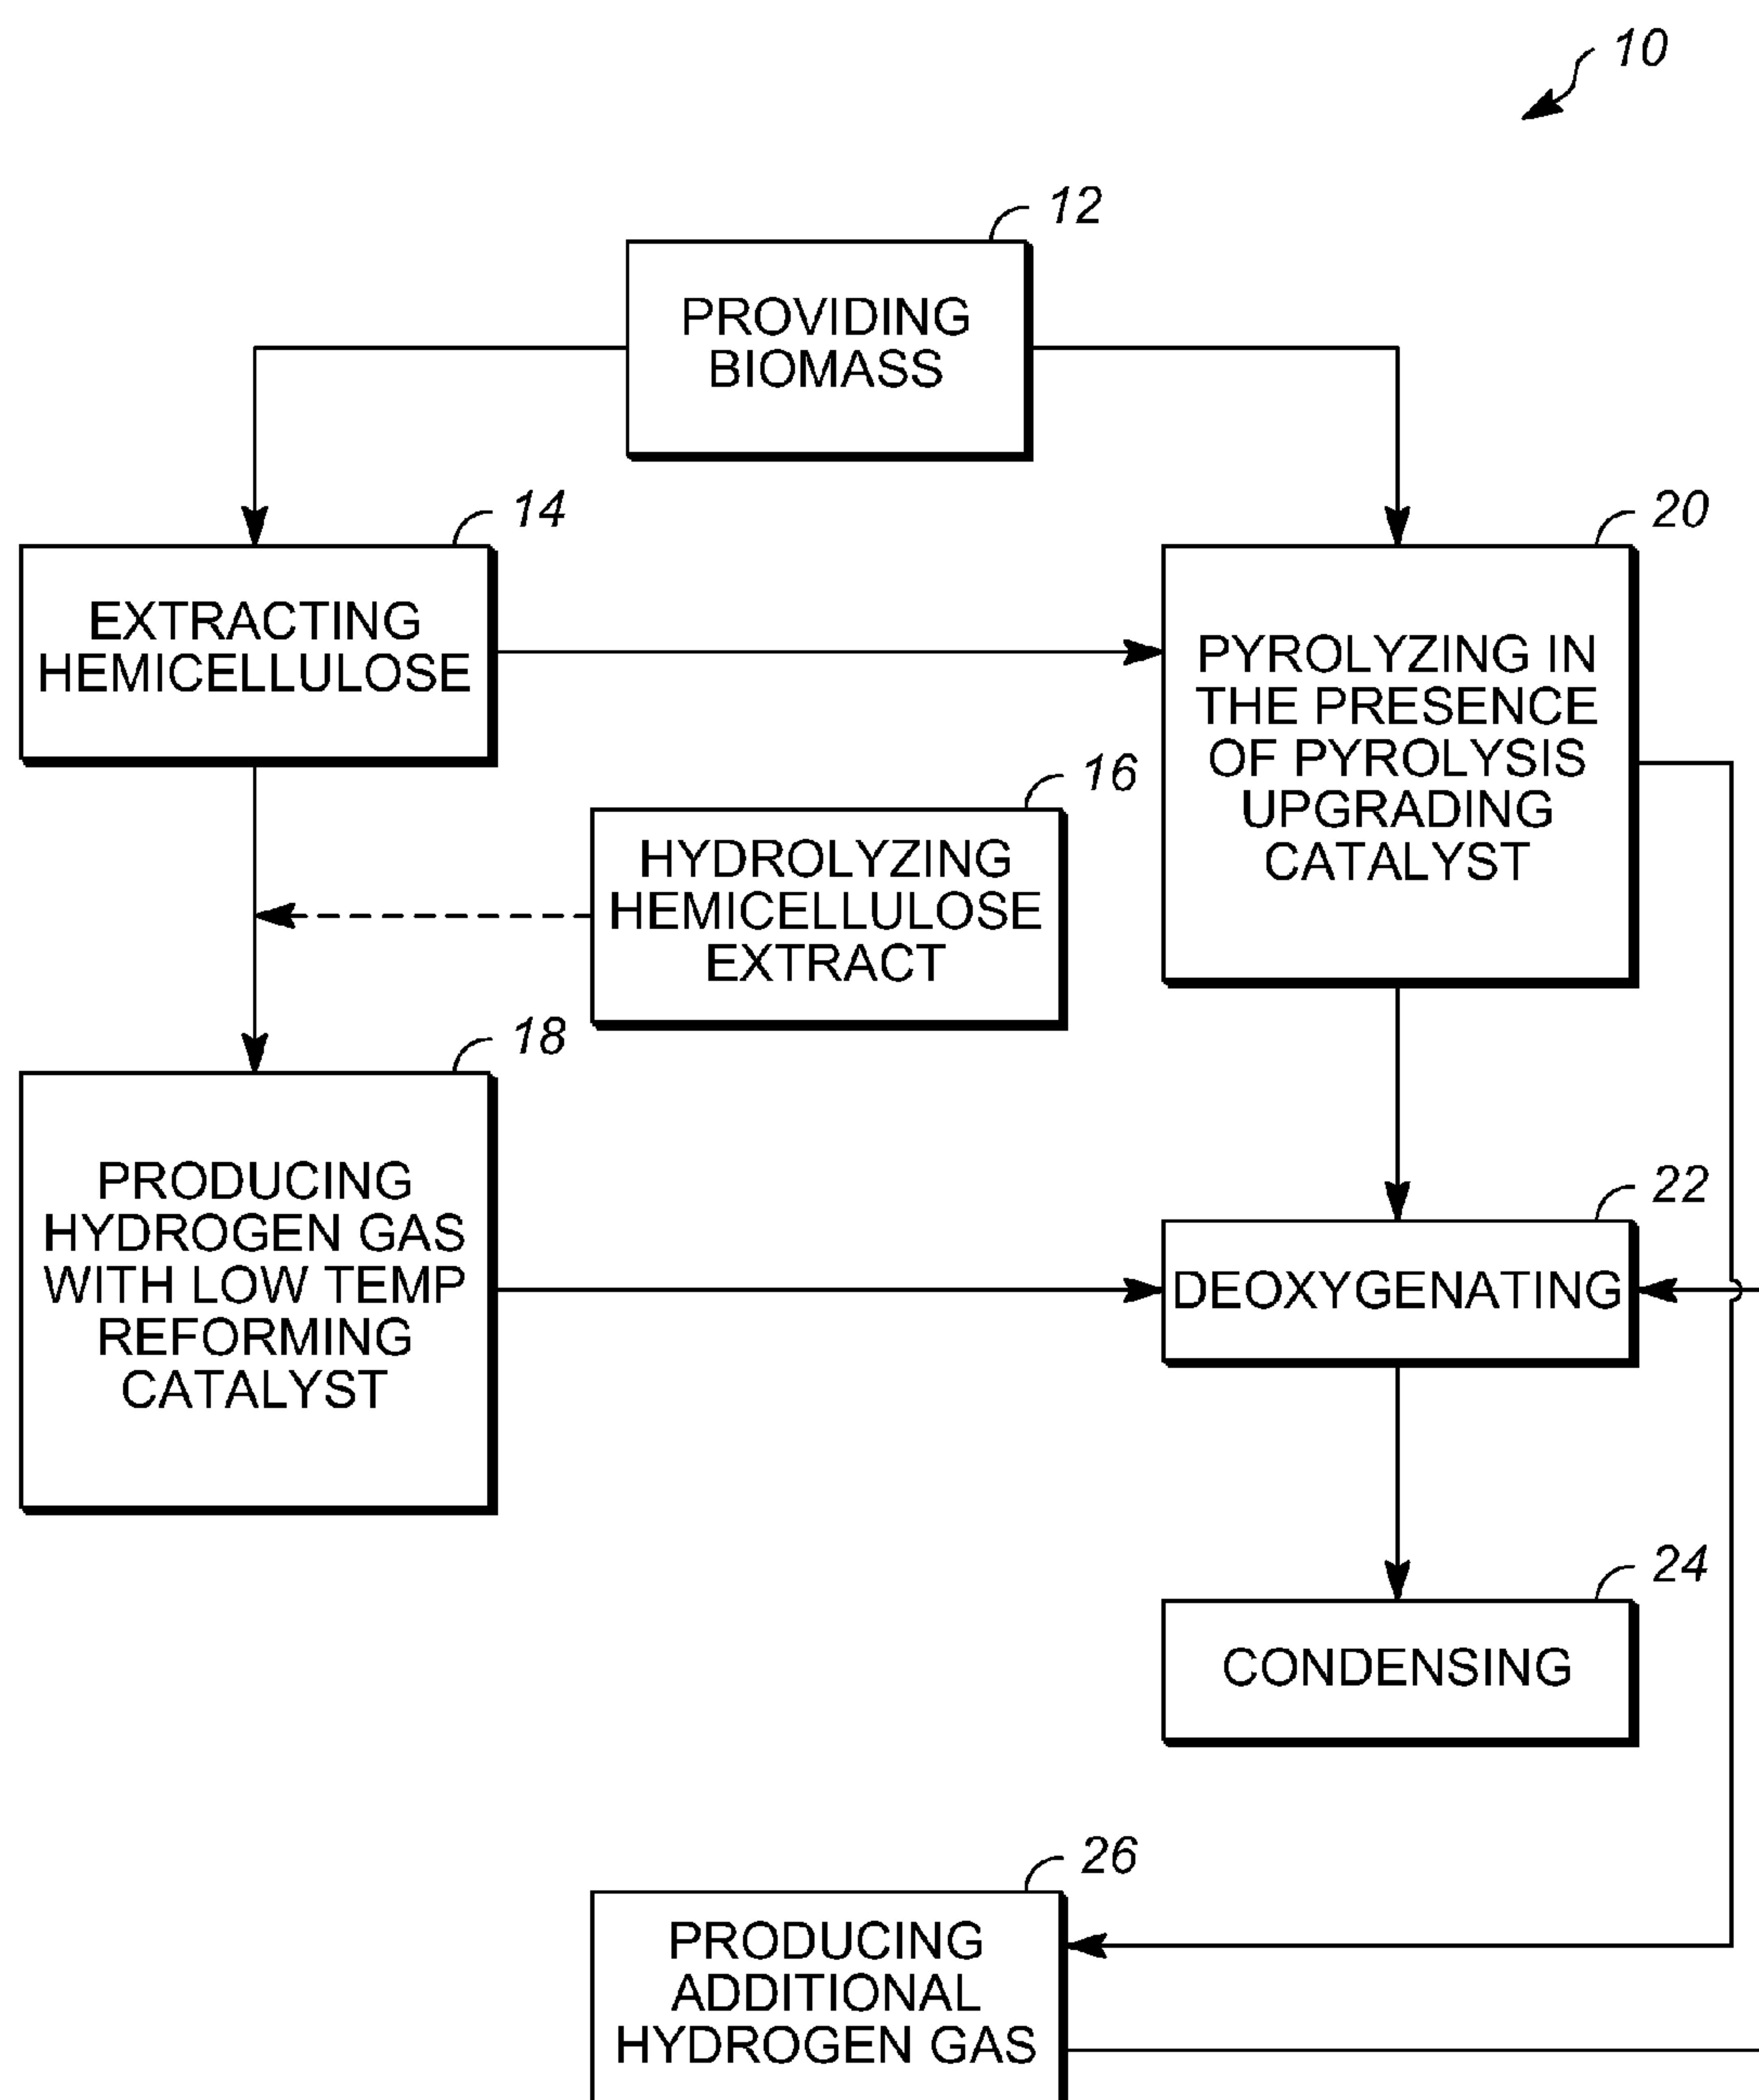 10
12
PROVIDING
BIOMASS
14
EXTRACTING
HEMICELLULOSE
20
PYROLYZING IN
THE PRESENCE
OF PYROLYSIS
UPGRADING
CATALYST
16
HYDROLYZING
HEMICELLULOSE
EXTRACT
18
PRODUCING
HYDROGEN GAS
WITH LOW TEMP
REFORMING
CATALYST
22
DEOXYGENATING
24
CONDENSING
26
PRODUCING
ADDITIONAL
HYDROGEN GAS